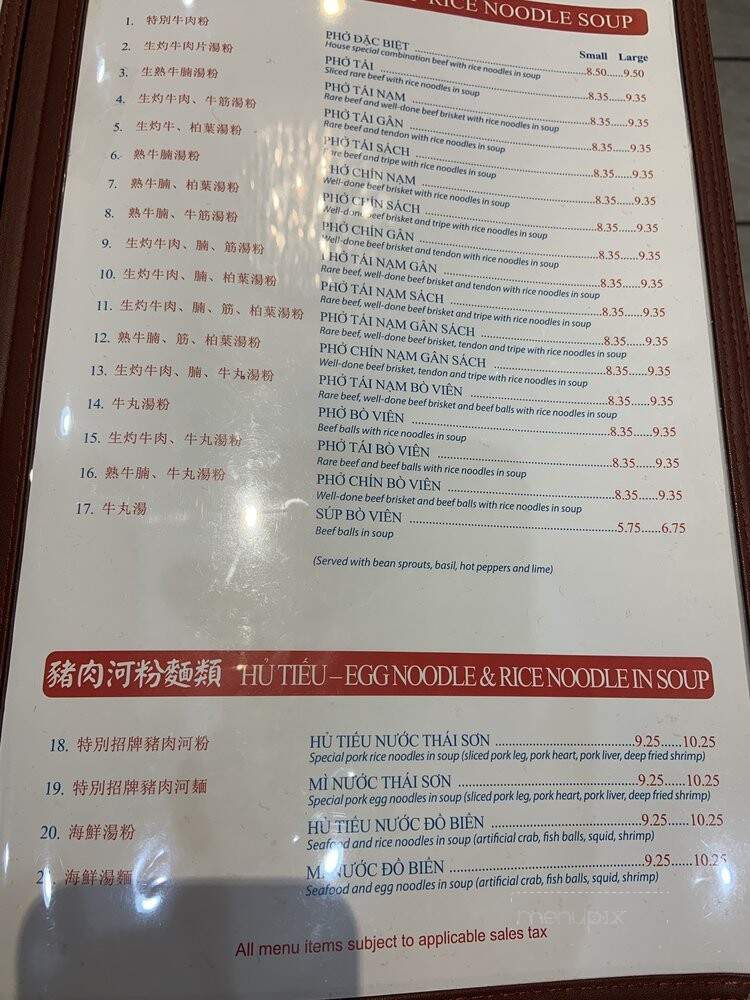 RICE NOODLE SOUP
Small Large
1. 特別牛肉粉 PHỞ ĐẶC BIỆT 8.50......9.50
House special combination beef with rice noodles in soup
2. 生灼牛肉片湯粉 PHỞ TÁI 8.35......9.35
Sliced rare beef with rice noodles in soup
3. 生熟牛腩湯粉 PHỞ TÁI NẠM 8.35......9.35
Rare beef and well-done beef brisket with rice noodles in soup
4. 生灼牛肉、牛筋湯粉 PHỞ TÁI GÂN 8.35......9.35
Rare beef and tendon with rice noodles in soup
5. 生灼牛、柏葉湯粉 PHỞ TÁI SÁCH 8.35......9.35
Rare beef and tripe with rice noodles in soup
6. 熟牛腩湯粉 PHỞ CHÍN NẠM 8.35......9.35
Well-done beef brisket with rice noodles in soup
7. 熟牛腩、柏葉湯粉 PHỞ CHÍN SÁCH 8.35......9.35
Well-done beef brisket and tripe with rice noodles in soup
8. 熟牛腩、牛筋湯粉 PHỞ CHÍN GÂN 8.35......9.35
Well-done beef brisket and tendon with rice noodles in soup
9. 生灼牛肉、腩、筋湯粉 PHỞ TÁI NẠM GÂN 8.35......9.35
Rare beef, well-done beef brisket and tendon with rice noodles in soup
10. 生灼牛肉、腩、柏葉湯粉 PHỞ TÁI NẠM SÁCH 8.35......9.35
Rare beef, well-done beef brisket and tripe with rice noodles in soup
11. 生灼牛肉、腩、筋、柏葉湯粉 PHỞ TÁI NẠM GÂN SÁCH 8.35......9.35
Rare beef, well-done beef brisket, tendon and tripe with rice noodles in soup
12. 熟牛腩、筋、柏葉湯粉 PHỞ CHÍN NẠM GÂN SÁCH 8.35......9.35
Well-done beef brisket, tendon and tripe with rice noodles in soup
13. 生灼牛肉、腩、牛丸湯粉 PHỞ TÁI NẠM BÒ VIÊN 8.35......9.35
Rare beef, well-done beef brisket and beef balls with rice noodles in soup
14. 牛丸湯粉 PHỞ BÒ VIÊN 8.35......9.35
Beef balls with rice noodles in soup
15. 生灼牛肉、牛丸湯粉 PHỞ TÁI BÒ VIÊN 8.35......9.35
Rare beef and beef balls with rice noodles in soup
16. 熟牛腩、牛丸湯粉 PHỞ CHÍN BÒ VIÊN 8.35......9.35
Well-done beef brisket and beef balls with rice noodles in soup
17. 牛丸湯 SÚP BÒ VIÊN 5.75......6.75
Beef balls in soup
(Served with bean sprouts, basil, hot peppers and lime)
豬肉河粉麵類 HỦ TIẾU – EGG NOODLE & RICE NOODLE IN SOUP
18. 特別招牌豬肉河粉 HỦ TIẾU NƯỚC THÁI SƠN 9.25......10.25
Special pork rice noodles in soup (sliced pork leg, pork heart, pork liver, deep fried shrimp)
19. 特別招牌豬肉河麵 MÌ NƯỚC THÁI SƠN 9.25......10.25
Special pork egg noodles in soup (sliced pork leg, pork heart, pork liver, deep fried shrimp)
20. 海鮮湯粉 HỦ TIẾU NƯỚC ĐỒ BIỂN 9.25......10.25
Seafood and rice noodles in soup (artificial crab, fish balls, squid, shrimp)
海鮮湯麵 MÌ NƯỚC ĐỒ BIỂN 9.25......10.25
Seafood and egg noodles in soup (artificial crab, fish balls, squid, shrimp)
menupix
All menu items subject to applicable sales tax